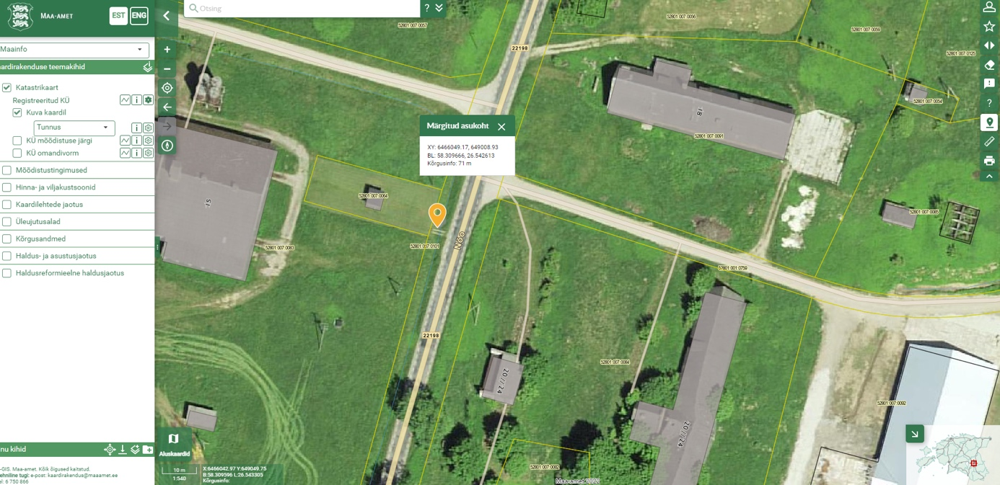 MAA-AMET
EST
ENG
Maainfo
aardirakenduse teemakihid
Katastrikaart
Registreeritud KÜ
Kuva kaardil
Tunnus
KÜ mõõdistuse järgi
KÜ omandivorm
Mõõdistustingimused
Hinna- ja viljakustsoonid
Kaardilehtede jaotus
Üleujutusalad
Kõrgusandmed
Haldus- ja asustusjaotus
Haldusreformieelne haldusjaotus
nu kihid
-GIS. Maa-amet. Kõik õigused kaitstud.
ehniline tugi: e-post: kaardirakendus@maaamet.ee
el: 6 750 866
Otsing
?
Märgitud asukoht
XY: 6466049.17, 649008.93
BL: 58.309666, 26.542613
Kõrgusinfo: 71 m
52801:007:0057
52801:007:0056
52801:007:0059
52801:007:0125
52801:007:0054
22198
18
52801:007:0091
52801:007:0064
15
52801:007:0085
52801:007:0101
52801:007:0083
Nõo
52801:001:0759
22198
52801:007:0084
20 // 24
52801:007:0092
20 // 24
52801:007:0082
Aluskaardid
10 m
1:540
X:6466042.97 Y:649049.75
B:58.309596 L:26.543305
Kõrgusinfo:
Maa-amet 2022
?